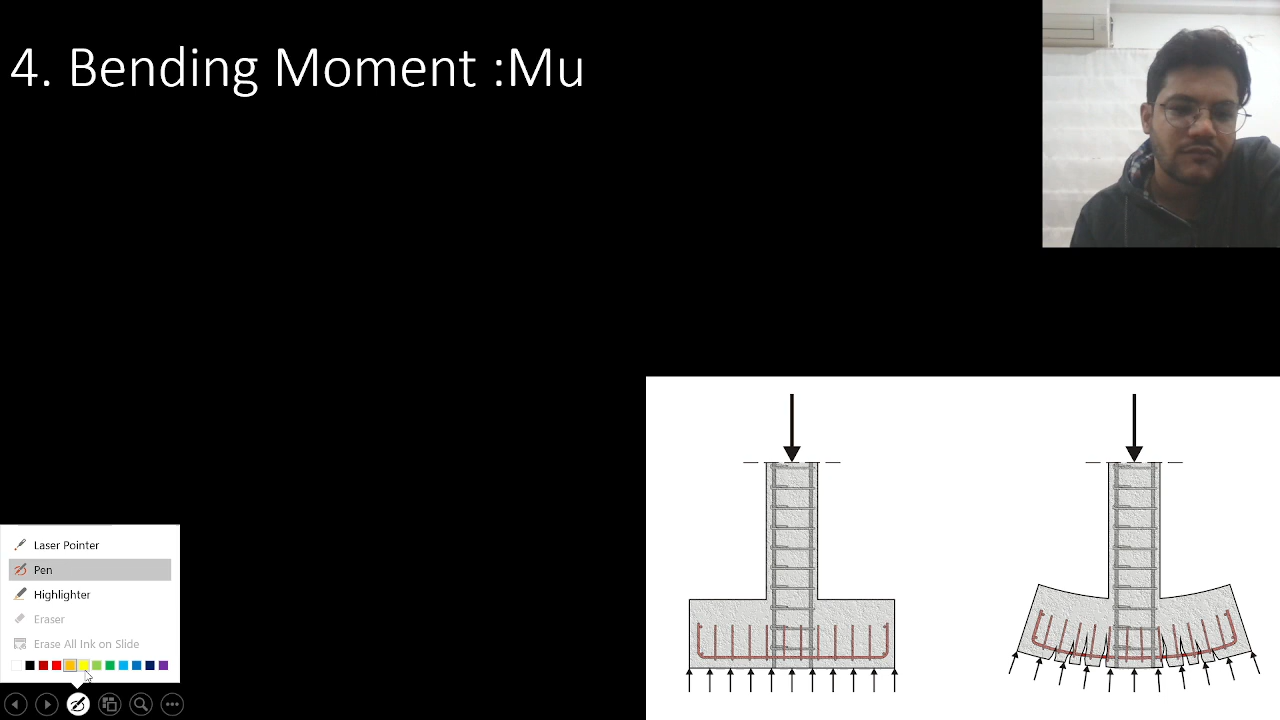 4. Bending Moment :Mu
Laser Pointer
Pen
Highlighter
Eraser
Erase All Ink on Slide